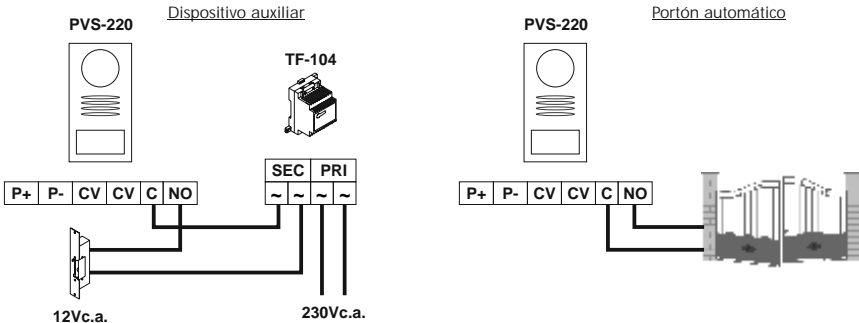 Dispositivo auxiliar
PVS-220
TF-104
SEC PRI
~ ~ ~ ~
P+ P- CV CV C NO
12Vc.a.
230Vc.a.
Portón automático
PVS-220
P+ P- CV CV C NO